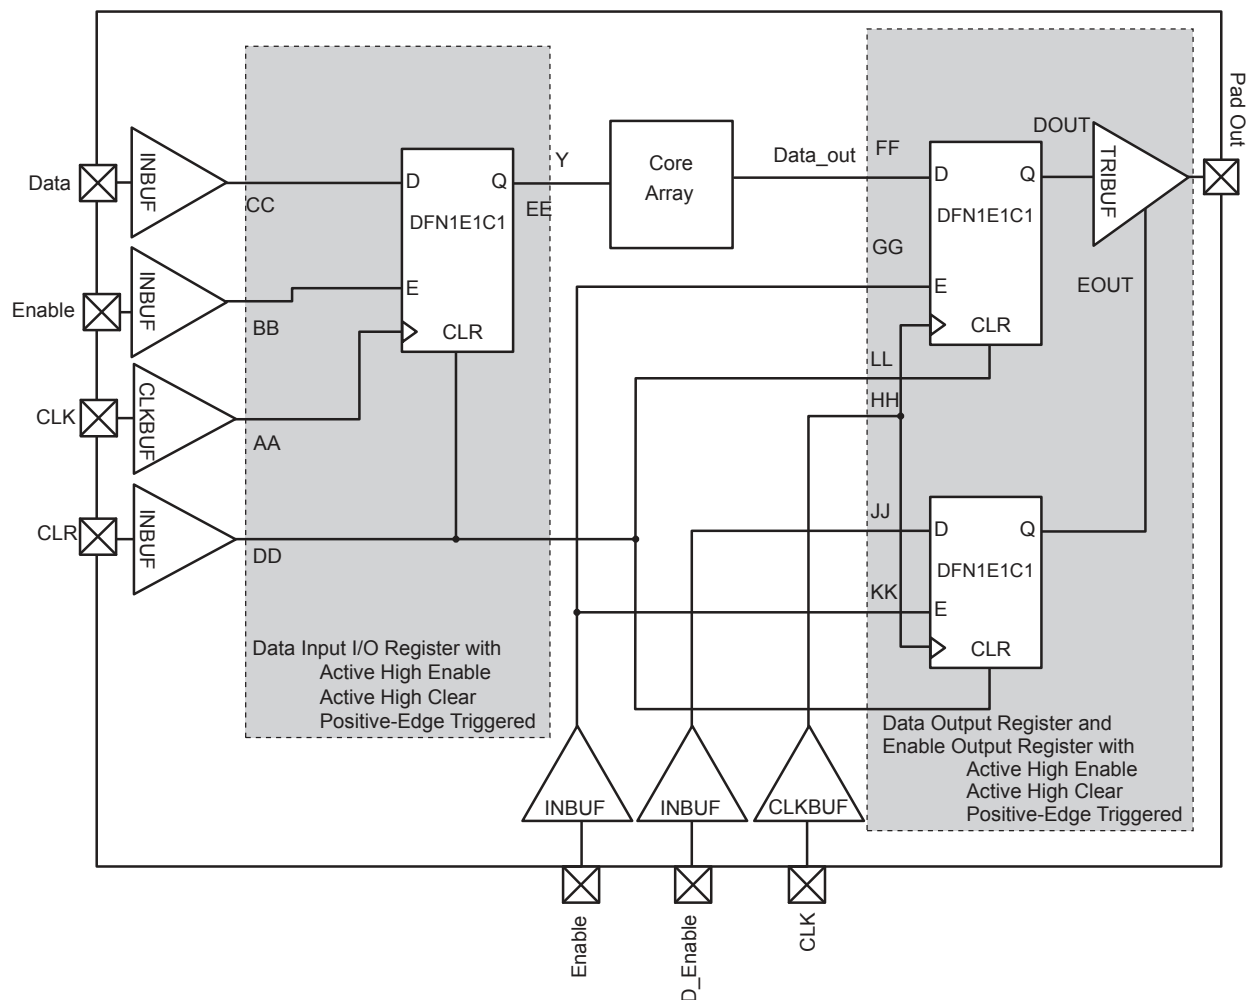 Data
INBUF
CC
Enable
INBUF
BB
CLK
CLKBUF
AA
CLR
INBUF
DD
D
Q
DFN1E1C1
E
CLR
Y
EE
Data Input I/O Register with
Active High Enable
Active High Clear
Positive-Edge Triggered
Core
Array
Data_out
FF
GG
LL
HH
JJ
KK
D
Q
DFN1E1C1
E
CLR
DOUT
TRIBUF
EOUT
Pad Out
D
Q
DFN1E1C1
E
CLR
Data Output Register and
Enable Output Register with
Active High Enable
Active High Clear
Positive-Edge Triggered
INBUF
INBUF
CLKBUF
Enable
D_Enable
CLK